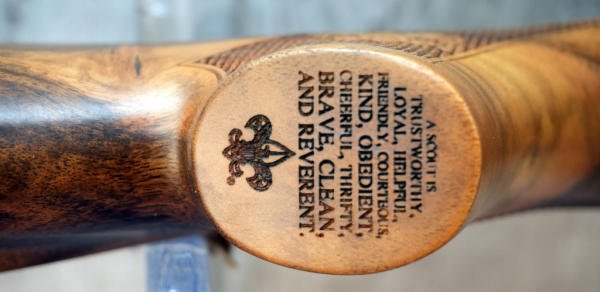 A SCOUT IS
TRUSTWORTHY,
LOYAL, HELPFUL,
FRIENDLY, COURTEOUS,
KIND, OBEDIENT,
CHEERFUL, THRIFTY,
BRAVE, CLEAN,
AND REVERENT.
®